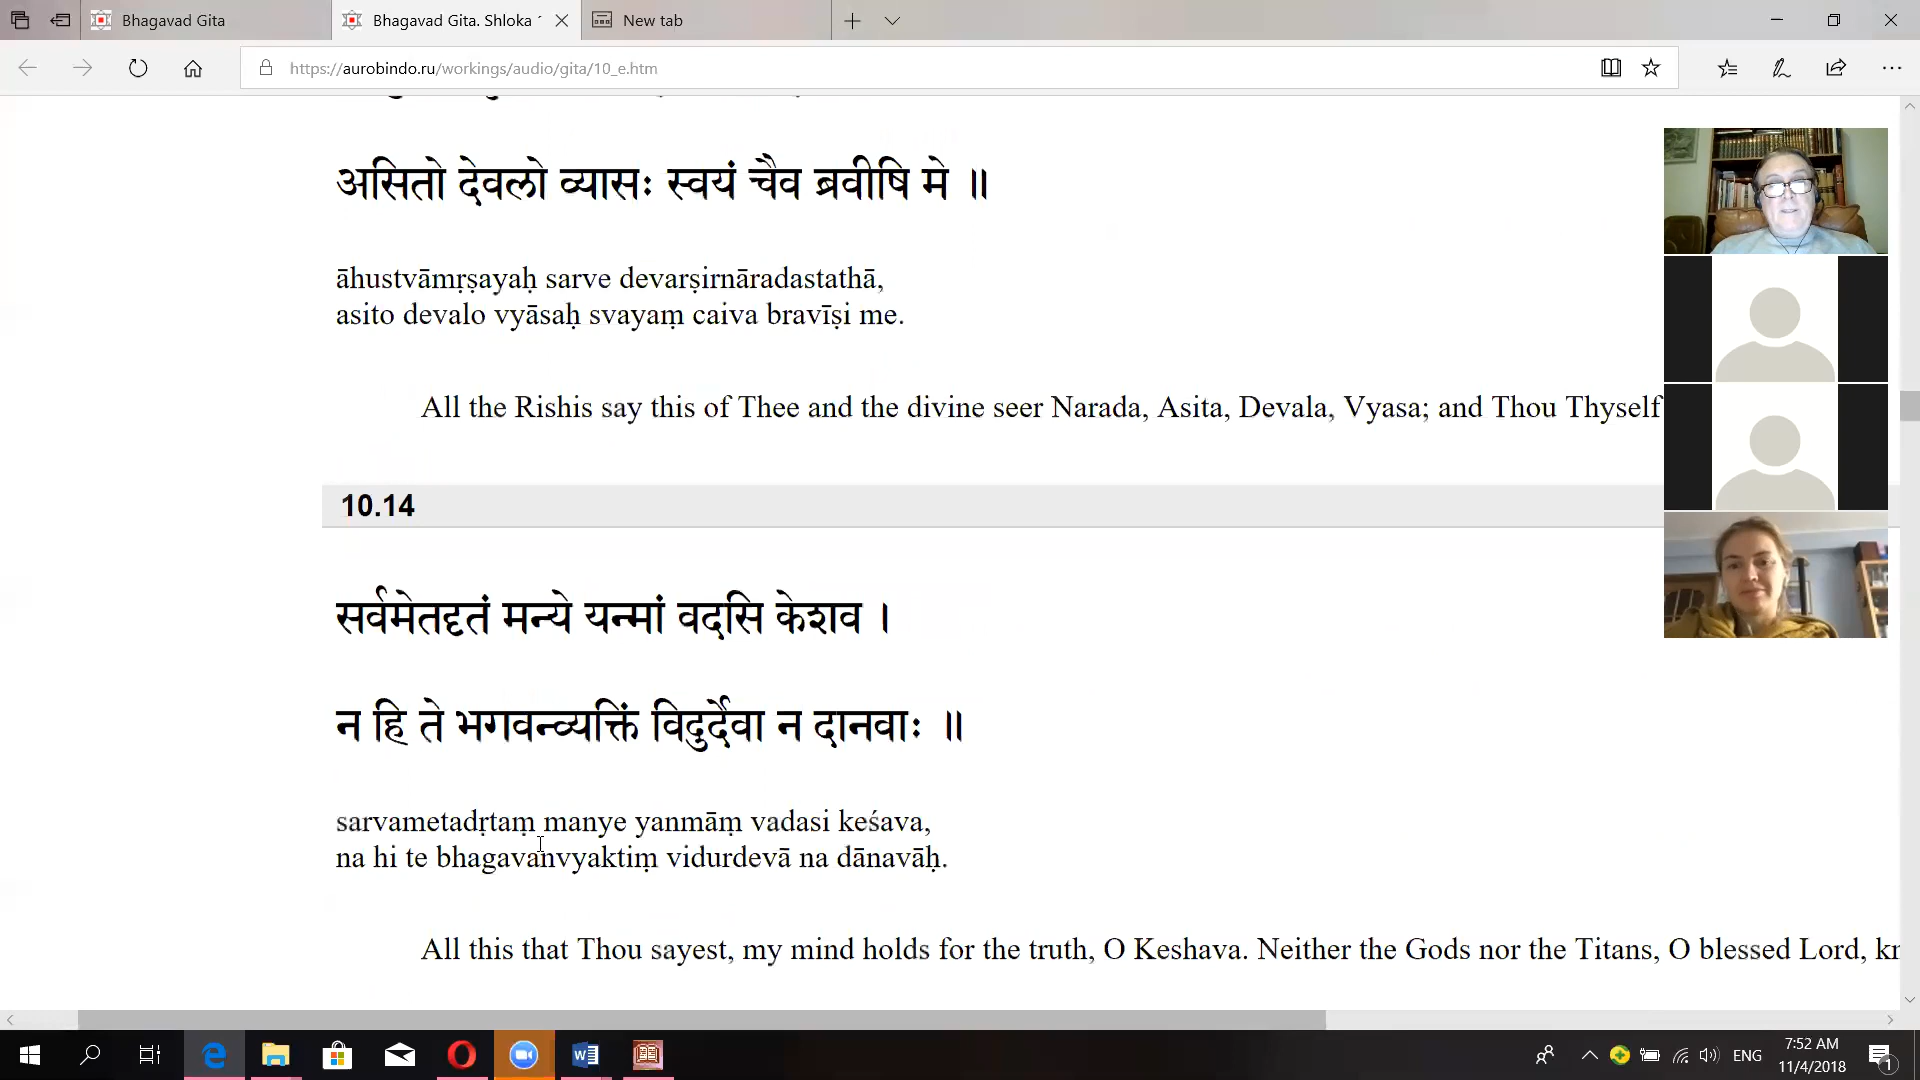 Bhagavad Gita
Bhagavad Gita. Shloka
New tab
https://aurobindo.ru/workings/audio/gita/10_e.htm
असितो देवलो व्यासः स्वयं चैव ब्रवीषि मे ॥
āhustvāmṛṣayaḥ sarve devarṣirnāradastathā,
asito devalo vyāsaḥ svayaṃ caiva bravīṣi me.
All the Rishis say this of Thee and the divine seer Narada, Asita, Devala, Vyasa; and Thou Thyself
10.14
सर्वमेतदृतं मन्ये यन्मां वदसि केशव ।
न हि ते भगवन्व्यक्तिं विदुर्देवा न दानवाः ॥
sarvametadṛtaṃ manye yanmāṃ vadasi keśava,
na hi te bhagavanvyaktiṃ vidurdevā na dānavāḥ.
All this that Thou sayest, my mind holds for the truth, O Keshava. Neither the Gods nor the Titans, O blessed Lord,
ENG
7:52 AM
11/4/2018
1